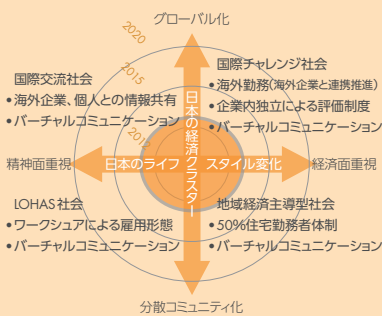 グローバル化
2020
2015
2012
国際交流社会
•海外企業、個人との情報共有
•バーチャルコミュニケーション
国際チャレンジ社会
•海外勤務(海外企業と連携推進)
•企業内独立による評価制度
•バーチャルコミュニケーション
日本の経済クラスター
精神面重視
日本のライフ スタイル変化
経済面重視
LOHAS社会
•ワークシェアによる雇用形態
•バーチャルコミュニケーション
地域経済主導型社会
•50%住宅勤務者体制
•バーチャルコミュニケーション
分散コミュニティ化